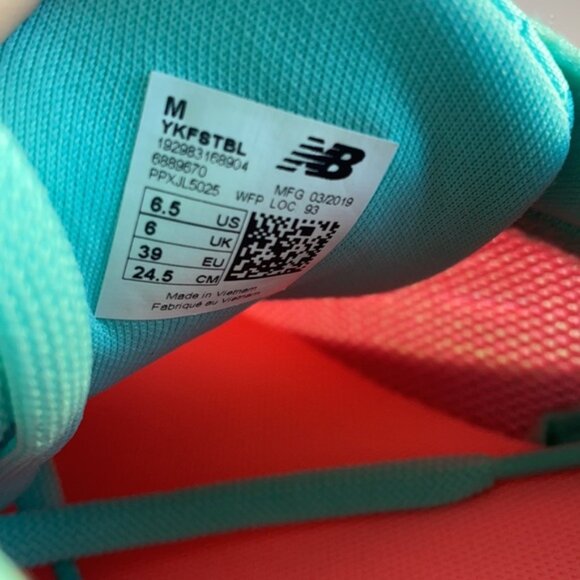 M
YKFSTBL
192983168904
6889670
PPXJL5025
NB
MFG 03/2019
WFP LOC 93
6.5 US
6 UK
39 EU
24.5 CM
Made in Vietnam
Fabriqué au Vietnam